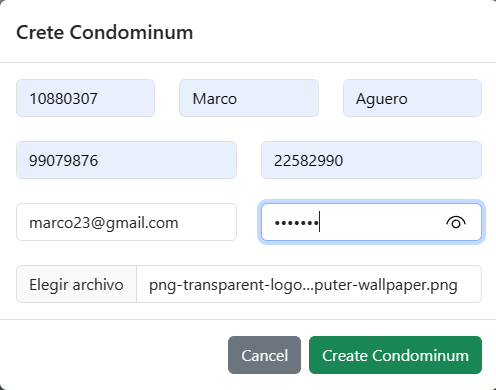 Crete Condominum
10880307 Marco Aguero
99079876 22582990
marco23@gmail.com •••••••
Elegir archivo png-transparent-logo...puter-wallpaper.png
Cancel Create Condominum